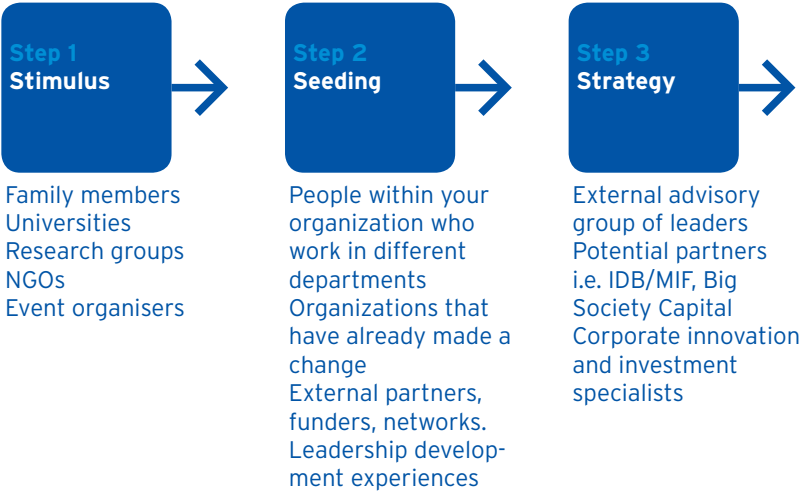 Step 1
Stimulus
Family members
Universities
Research groups
NGOs
Event organisers
Step 2
Seeding
People within your
organization who
work in different
departments
Organizations that
have already made a
change
External partners,
funders, networks.
Leadership develop-
ment experiences
Step 3
Strategy
External advisory
group of leaders
Potential partners
i.e. IDB/MIF, Big
Society Capital
Corporate innovation
and investment
specialists